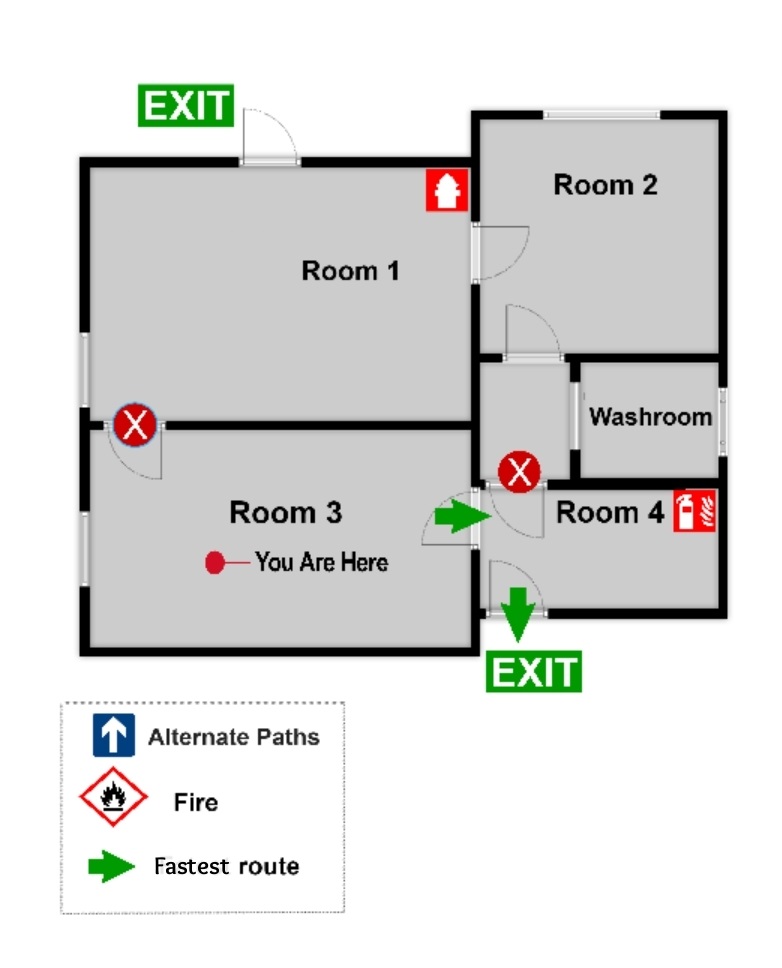 EXIT
Room 2
Room 1
X
Washroom
X
Room 3
Room 4
You Are Here
EXIT
Alternate Paths
Fire
Fastest route